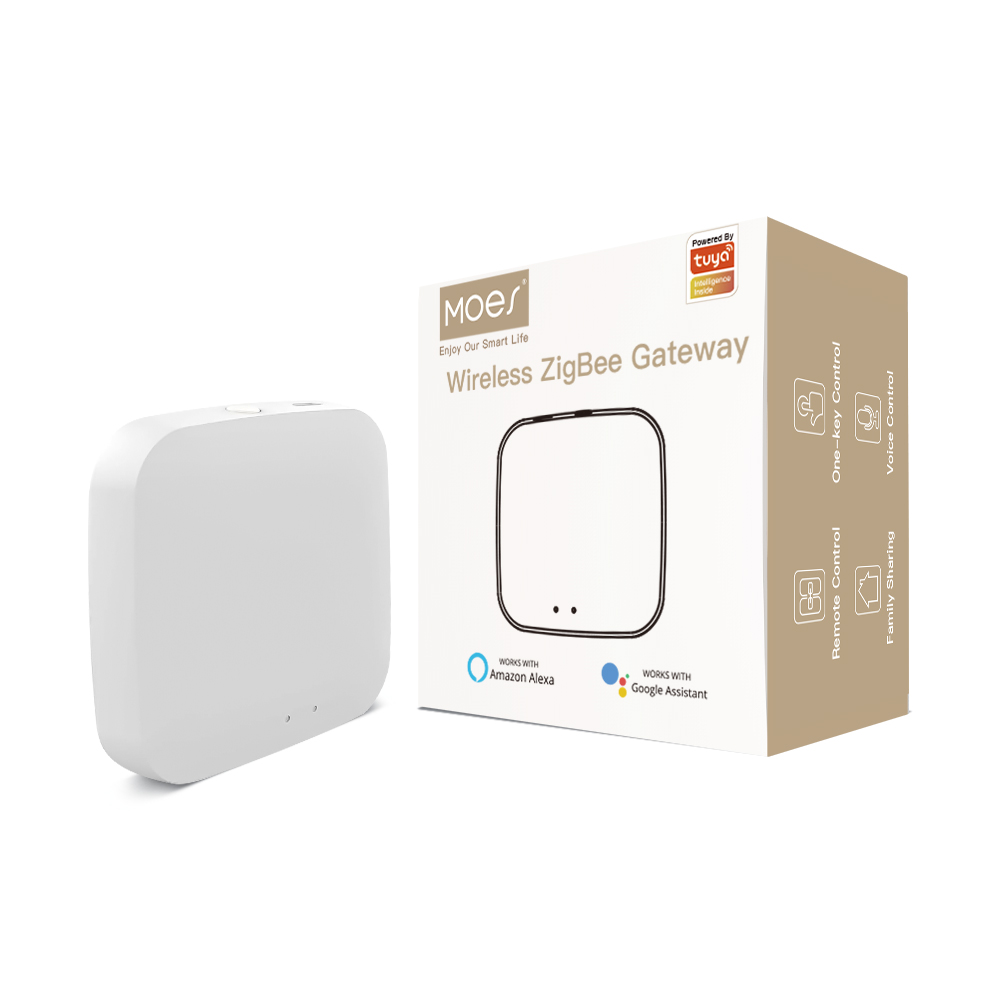 MOES®
Enjoy Our Smart Life
Powered By
tuya
Intelligence
Inside
Wireless ZigBee Gateway
WORKS WITH
Amazon Alexa
WORKS WITH
Google Assistant
One-key Control
Voice Control
Remote Control
Family Sharing